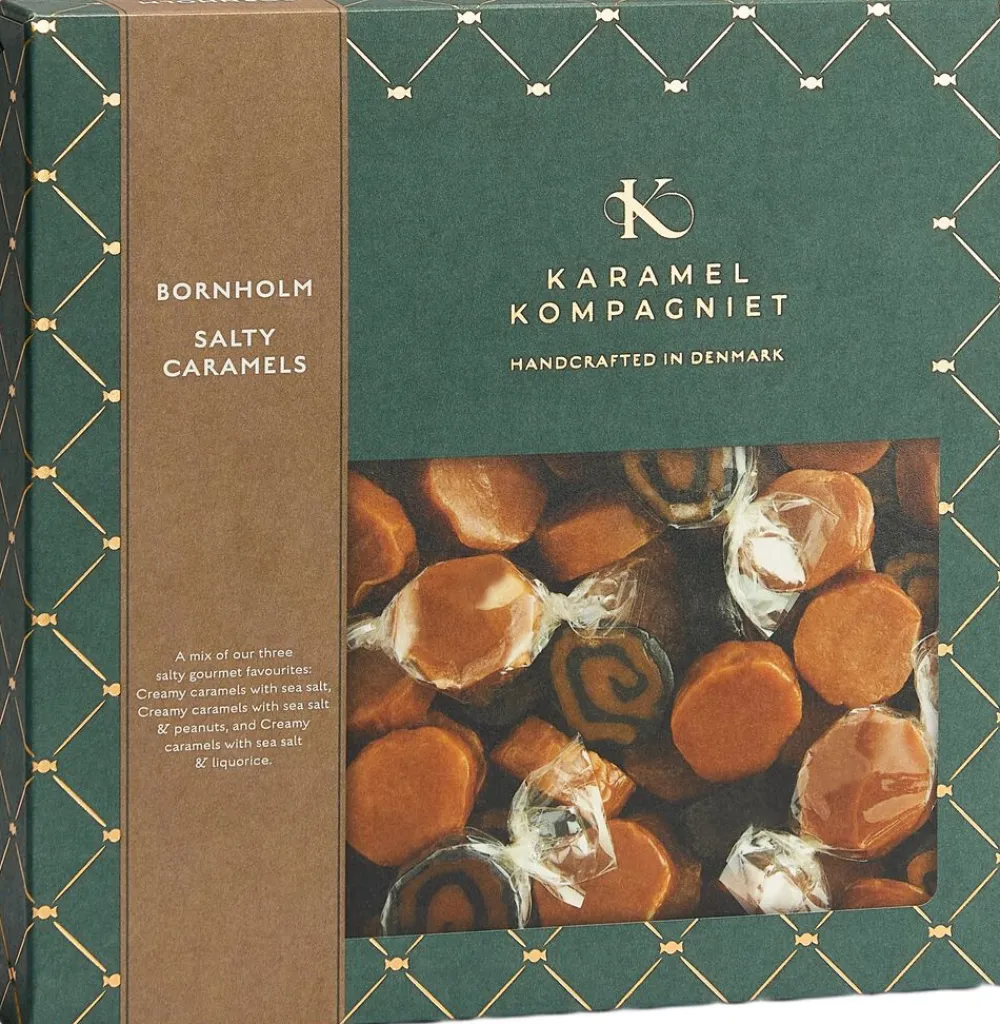 BORNHOLM
SALTY
CARAMELS
A mix of our three
salty gourmet favourites:
Creamy caramels with sea salt,
Creamy caramels with sea salt
& peanuts, and Creamy
caramels with sea salt
& liquorice.
K
KARAMEL
KOMPAGNIET
HANDCRAFTED IN DENMARK